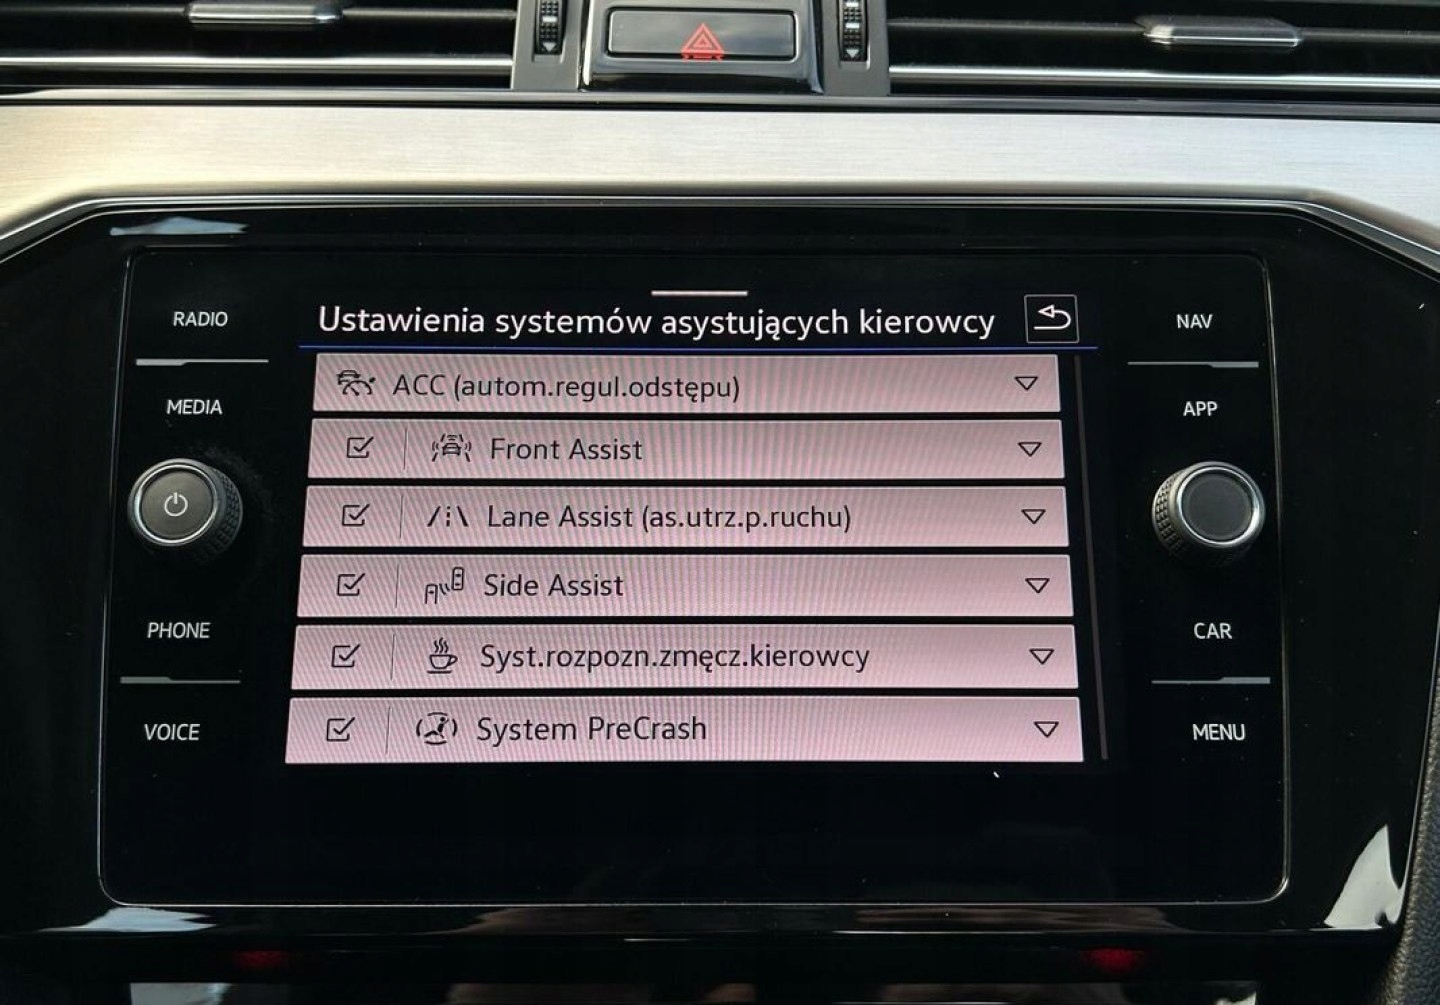 RADIO
MEDIA
PHONE
VOICE
Ustawienia systemów asystujących kierowcy
ACC (autom.regul.odstępu)
Front Assist
Lane Assist (as.utrz.p.ruchu)
Side Assist
Syst.rozpozn.zmęcz.kierowcy
System PreCrash
NAV
APP
CAR
MENU